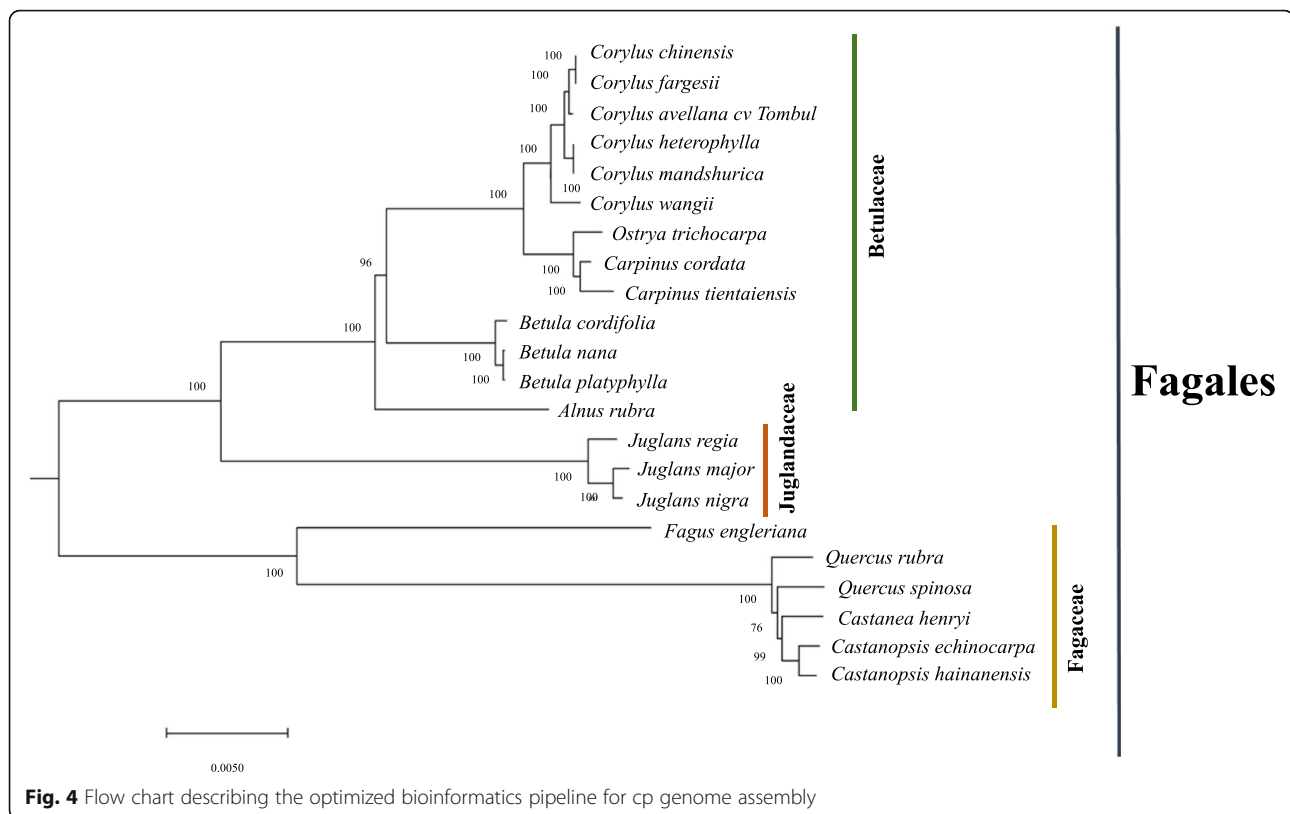 100
Corylus chinensis
100
Corylus fargesii
100
Corylus avellana cv Tombul
100
Corylus heterophylla
Corylus mandshurica
100
100
Corylus wangii
Ostrya trichocarpa
96
100
Carpinus cordata
100
Carpinus tientaiensis
Betulaceae
100
Betula cordifolia
100
Betula nana
100
Betula platyphylla
100
Alnus rubra
Fagales
Juglans regia
100
Juglans major
100
Juglans nigra
Juglandaceae
Fagus engleriana
100
Quercus rubra
100
Quercus spinosa
76
Castanea henryi
99
Castanopsis echinocarpa
100
Castanopsis hainanensis
Fagaceae
0.0050
Fig. 4 Flow chart describing the optimized bioinformatics pipeline for cp genome assembly